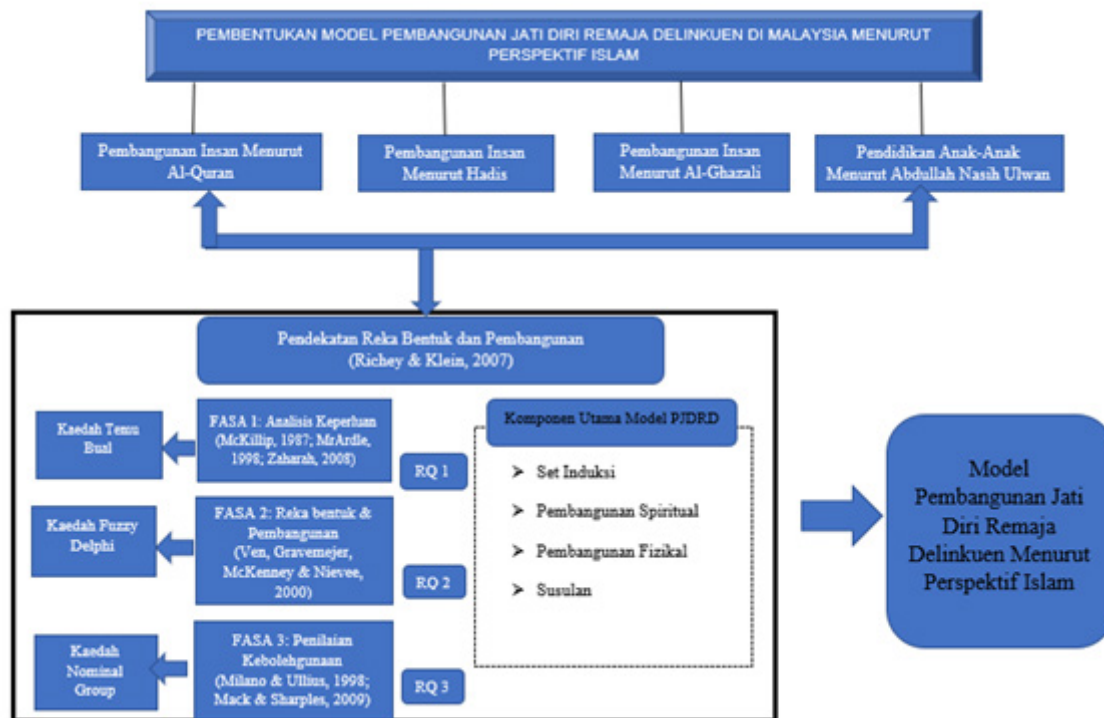 PEMBENTUKAN MODEL PEMBANGUNAN JATI DIRI REMAJA DELINKUEN DI MALAYSIA MENURUT
PERSPEKTIF ISLAM
Pembangunan Insan Menurut
Al-Quran
Pembangunan Insan
Menurut Hadis
Pembangunan Insan
Menurut Al-Ghazali
Pendidikan Anak-Anak
Menurut Abdullah Nasih Ulwan
Pendekatan Reka Bentuk dan Pembangunan
(Richey & Klein, 2007)
Kaedah Temu
Bual
FASA 1: Analisis Keperluan
(McKillip, 1987; MrArdle,
1998; Zaharah, 2008)
RQ 1
Kaedah Fuzzy
Delphi
FASA 2: Reka bentuk &
Pembangunan
(Ven, Gravemejer,
McKenney & Nievee,
2000)
RQ 2
Kaedah
Nominal
Group
FASA 3: Penilaian
Kebolehgunaan
(Milano & Ullius, 1998;
Mack & Sharples, 2009)
RQ 3
Komponen Utama Model PJDRD
➤ Set Induksi
➤ Pembangunan Spiritual
➤ Pembangunan Fizikal
➤ Susulan
Model
Pembangunan Jati
Diri Remaja
Delinkuen Menurut
Perspektif Islam